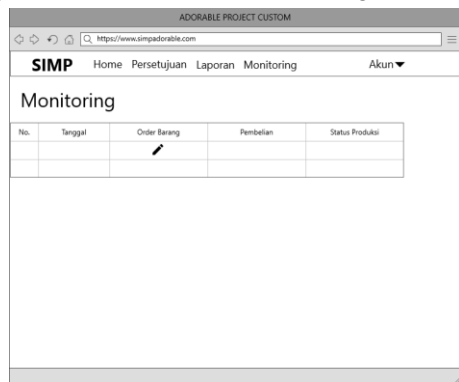 ADORABLE PROJECT CUSTOM
https://www.simpadorable.com
SIMP Home Persetujuan Laporan Monitoring Akun
Monitoring
No. Tanggal Order Barang Pembelian Status Produksi